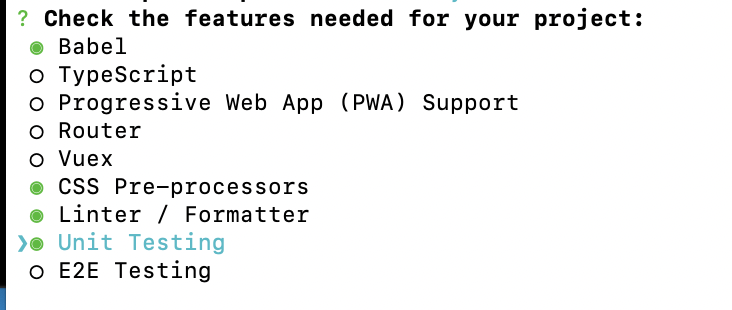 ? Check the features needed for your project:
◉ Babel
◯ TypeScript
◯ Progressive Web App (PWA) Support
◯ Router
◯ Vuex
◉ CSS Pre-processors
◉ Linter / Formatter
❯◉ Unit Testing
◯ E2E Testing